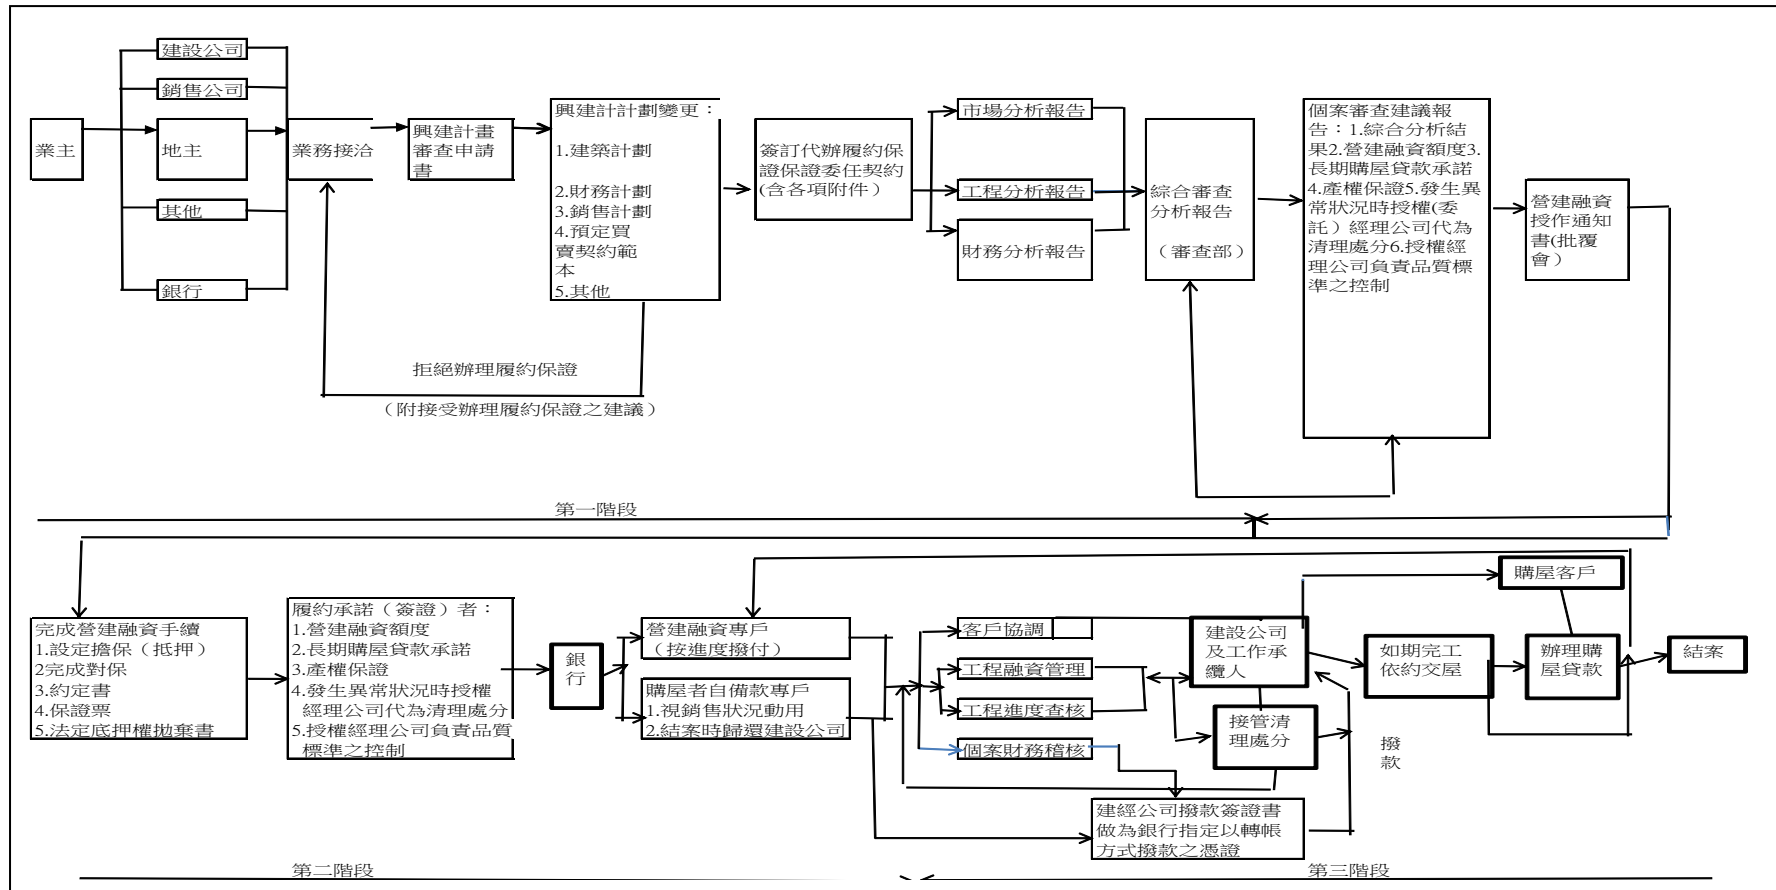 業主
建設公司
銷售公司
地主
其他
銀行
業務接洽
興建計畫
審查申請
書
興建計計劃變更：
1.建築計劃
2.財務計劃
3.銷售計劃
4.預定買
賣契約範
本
5.其他
拒絕辦理履約保證
（附接受辦理履約保證之建議）
簽訂代辦履約保
證保證委任契約
(含各項附件）
市場分析報告
工程分析報告
財務分析報告
綜合審查
分析報告
（審查部）
個案審查建議報
告：1.綜合分析結
果2.營建融資額度3.
長期購屋貸款承諾
4.產權保證5.發生異
常狀況時授權(委
託）經理公司代為
清理處分6.授權經
理公司負責品質標
準之控制
營建融資
授作通知
書(批覆
會）
第一階段
完成營建融資手續
1.設定擔保（抵押）
2完成對保
3.約定書
4.保證票
5.法定底押權拋棄書
履約承諾（簽證）者：
1.營建融資額度
2.長期購屋貸款承諾
3.產權保證
4.發生異常狀況時授權
經理公司代為清理處分
5.授權經理公司負責品質
標準之控制
銀
行
營建融資專戶
（按進度撥付）
購屋者自備款專戶
1.視銷售狀況動用
2.結案時歸還建設公司
客戶協調
工程融資管理
工程進度查核
個案財務稽核
建設公司
及工作承
纜人
接管清
理處分
建經公司撥款簽證書
做為銀行指定以轉帳
方式撥款之憑證
如期完工
依約交屋
撥
款
購屋客戶
辦理購
屋貸款
結案
第二階段
第三階段